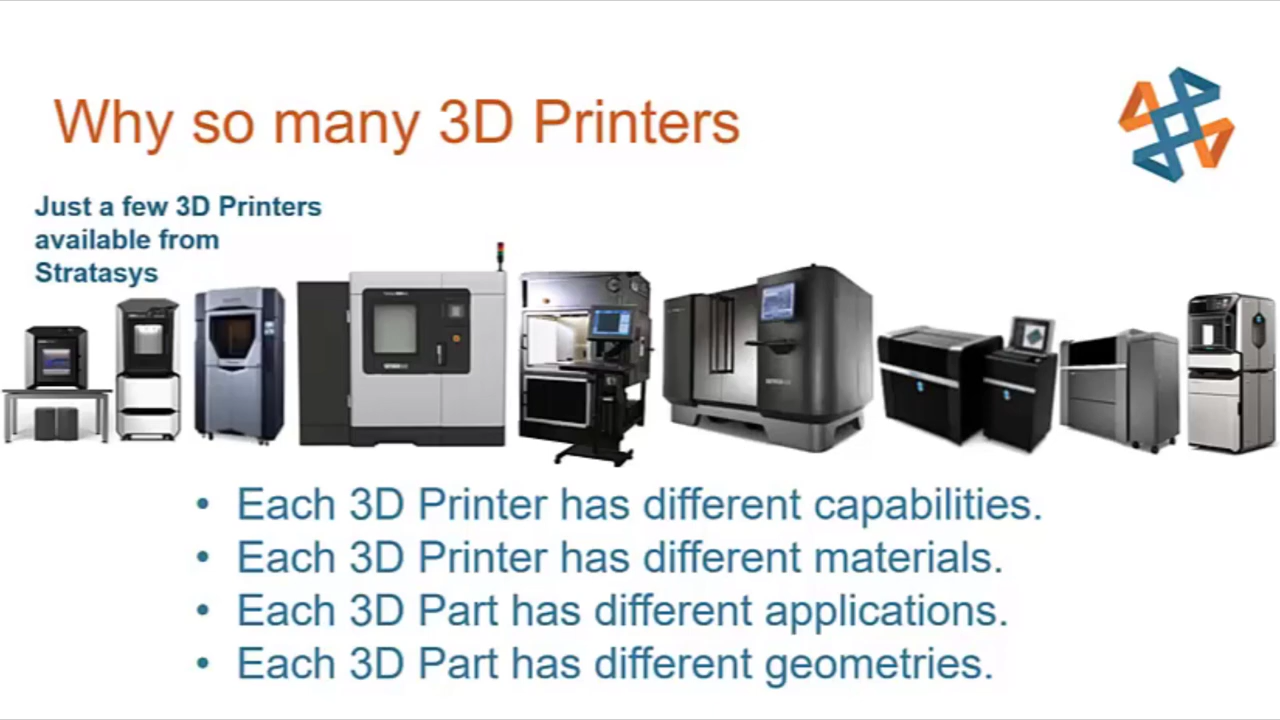 Why so many 3D Printers
Just a few 3D Printers
available from
Stratasys
• Each 3D Printer has different capabilities.
• Each 3D Printer has different materials.
• Each 3D Part has different applications.
• Each 3D Part has different geometries.